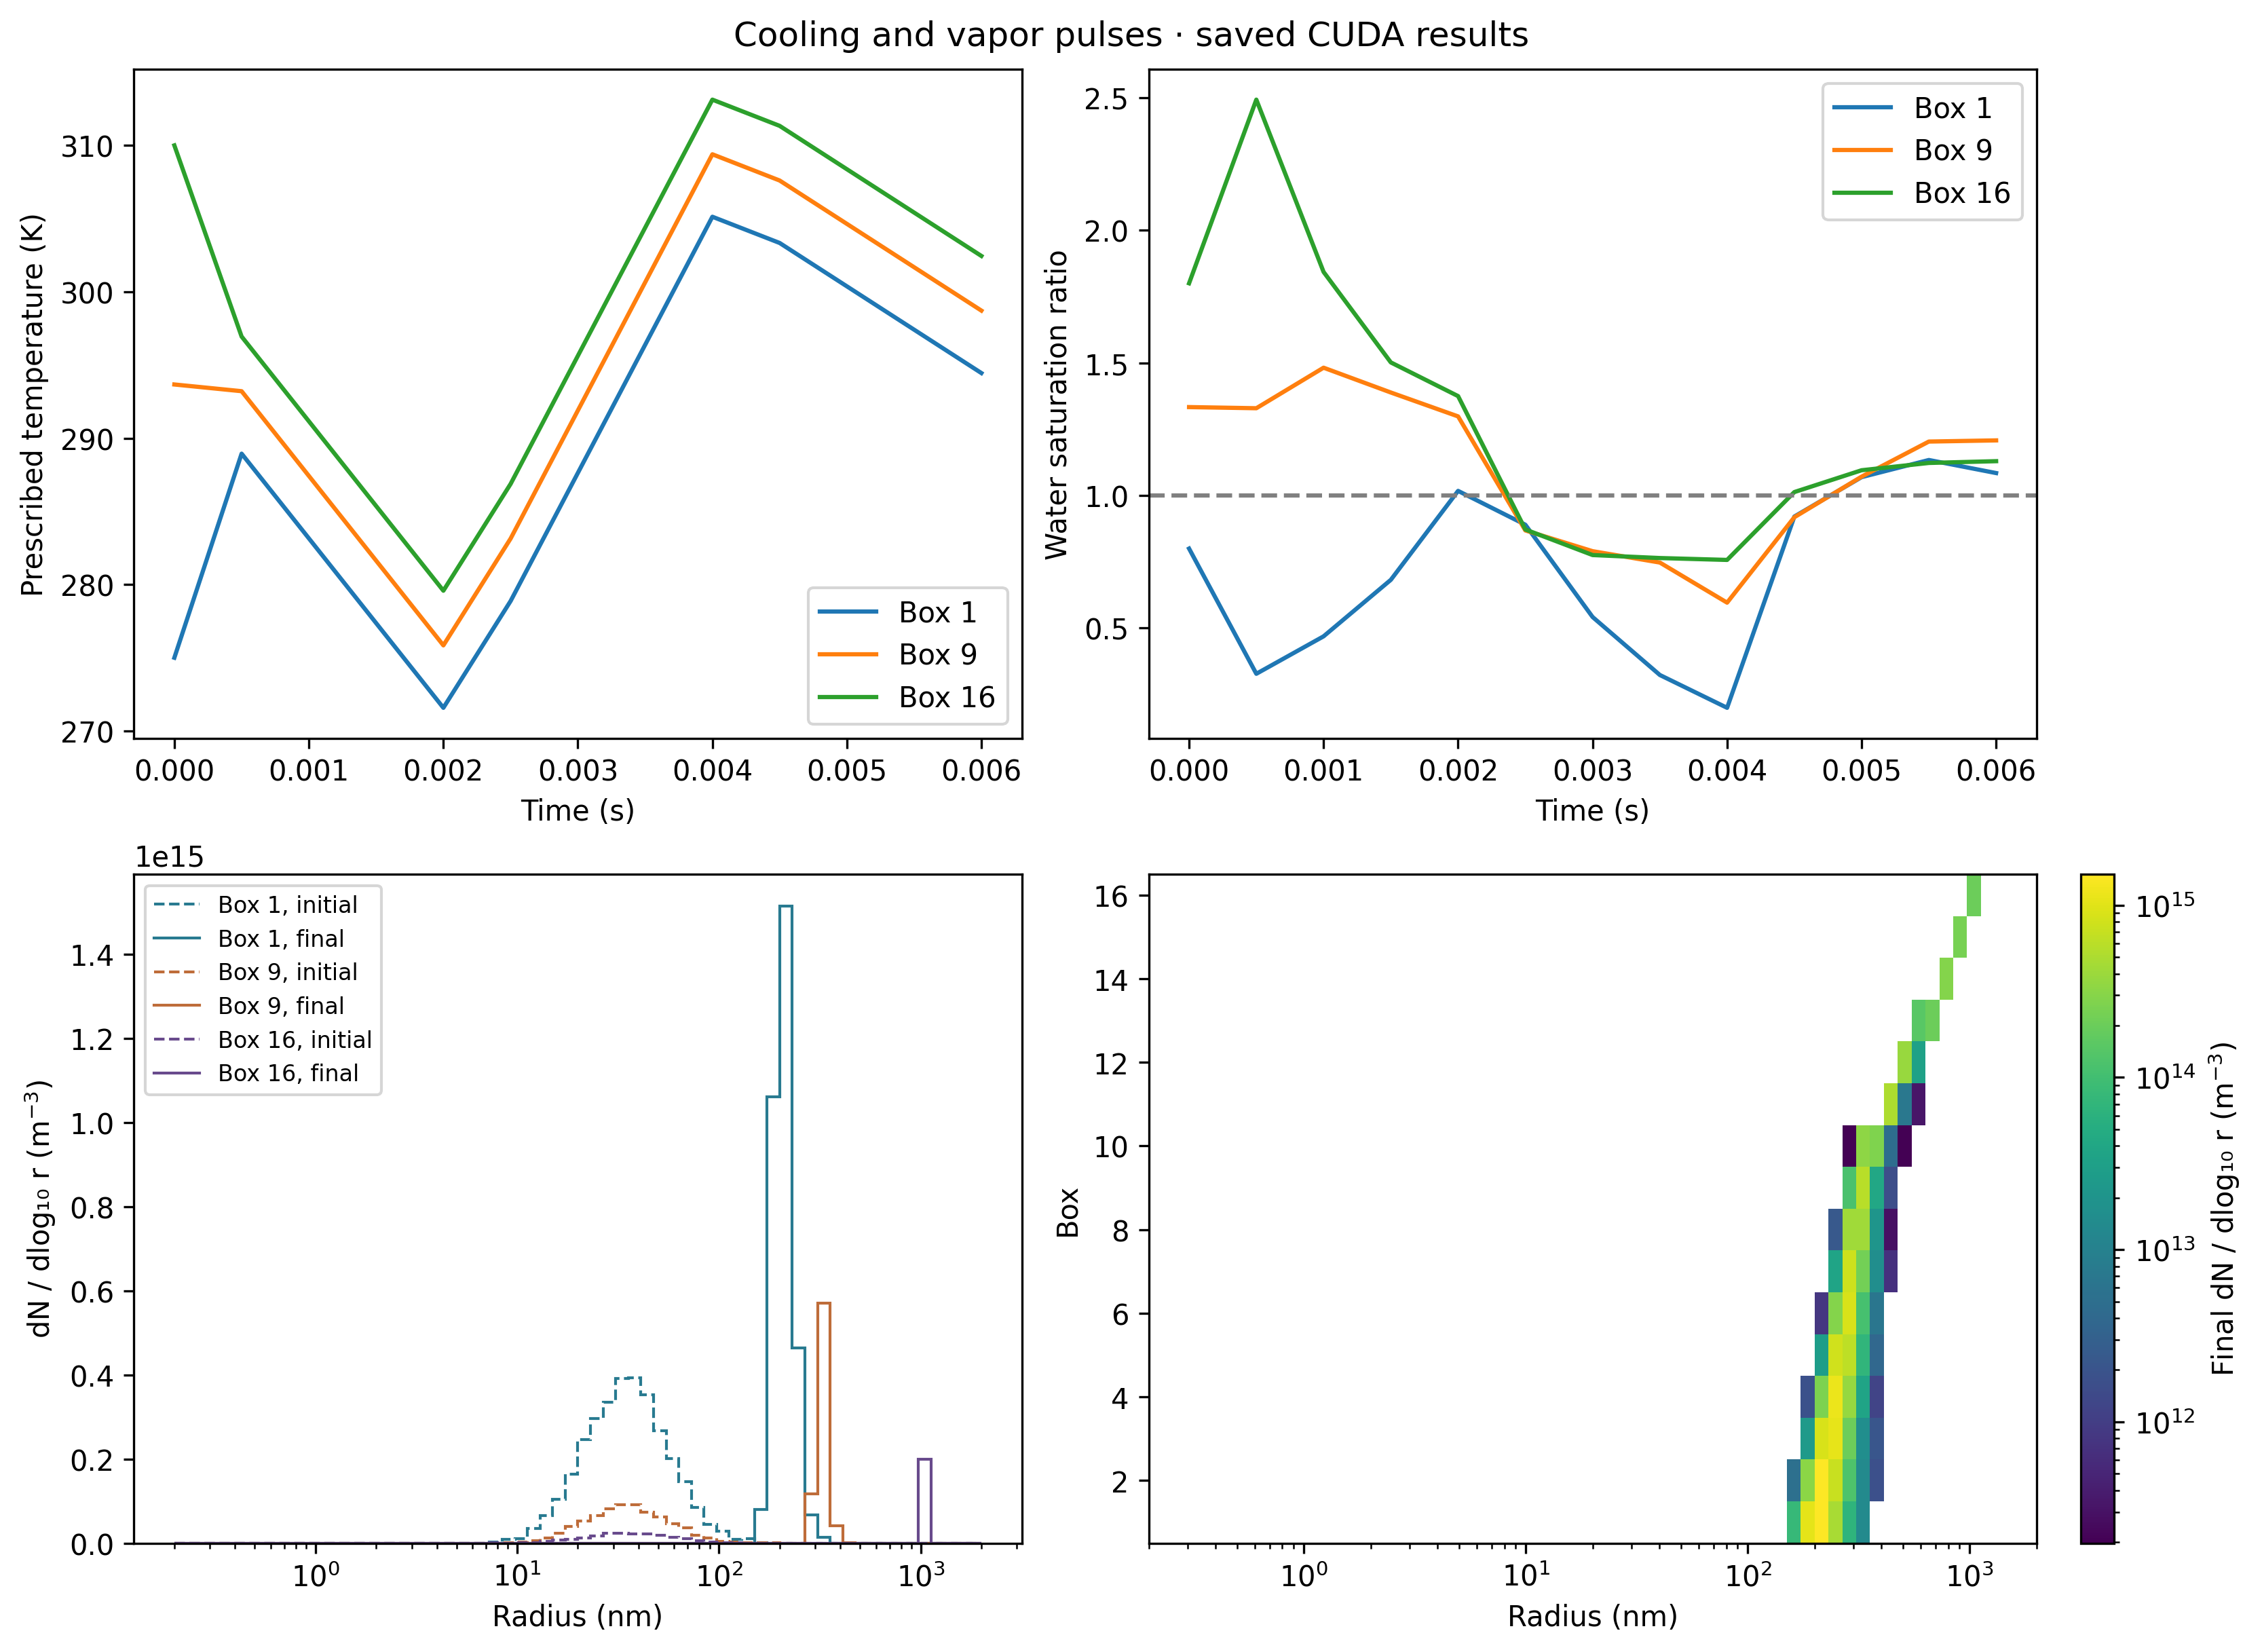 Cooling and vapor pulses · saved CUDA results
Prescribed temperature (K)
310
300
290
280
270
Box 1
Box 9
Box 16
0.000 0.001 0.002 0.003 0.004 0.005 0.006
Time (s)
Water saturation ratio
2.5
2.0
1.5
1.0
0.5
Box 1
Box 9
Box 16
0.000 0.001 0.002 0.003 0.004 0.005 0.006
Time (s)
1e15
dN / dlog₁₀ r (m⁻³)
1.4
1.2
1.0
0.8
0.6
0.4
0.2
0.0
Box 1, initial
Box 1, final
Box 9, initial
Box 9, final
Box 16, initial
Box 16, final
10⁰ 10¹ 10² 10³
Radius (nm)
Box
16
14
12
10
8
6
4
2
10⁰ 10¹ 10² 10³
Radius (nm)
10¹⁵
10¹⁴
10¹³
10¹²
Final dN / dlog₁₀ r (m⁻³)